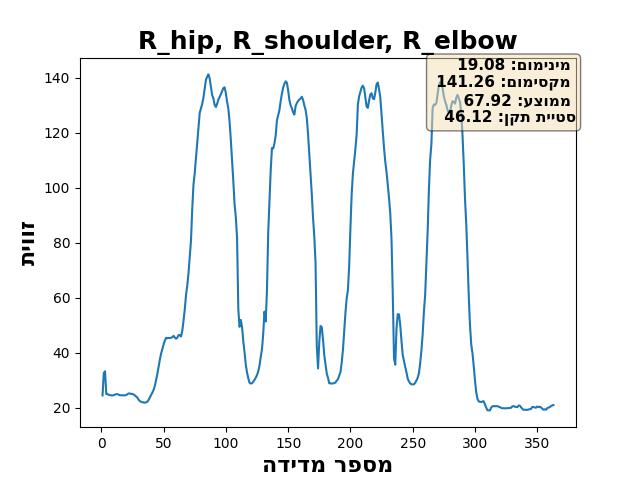 R_hip, R_shoulder, R_elbow
מינימום: 19.08
מקסימום: 141.26
ממוצע: 67.92
סטיית תקן: 46.12
140
120
100
80
60
40
20
זווית
0 50 100 150 200 250 300 350
מספר מדידה